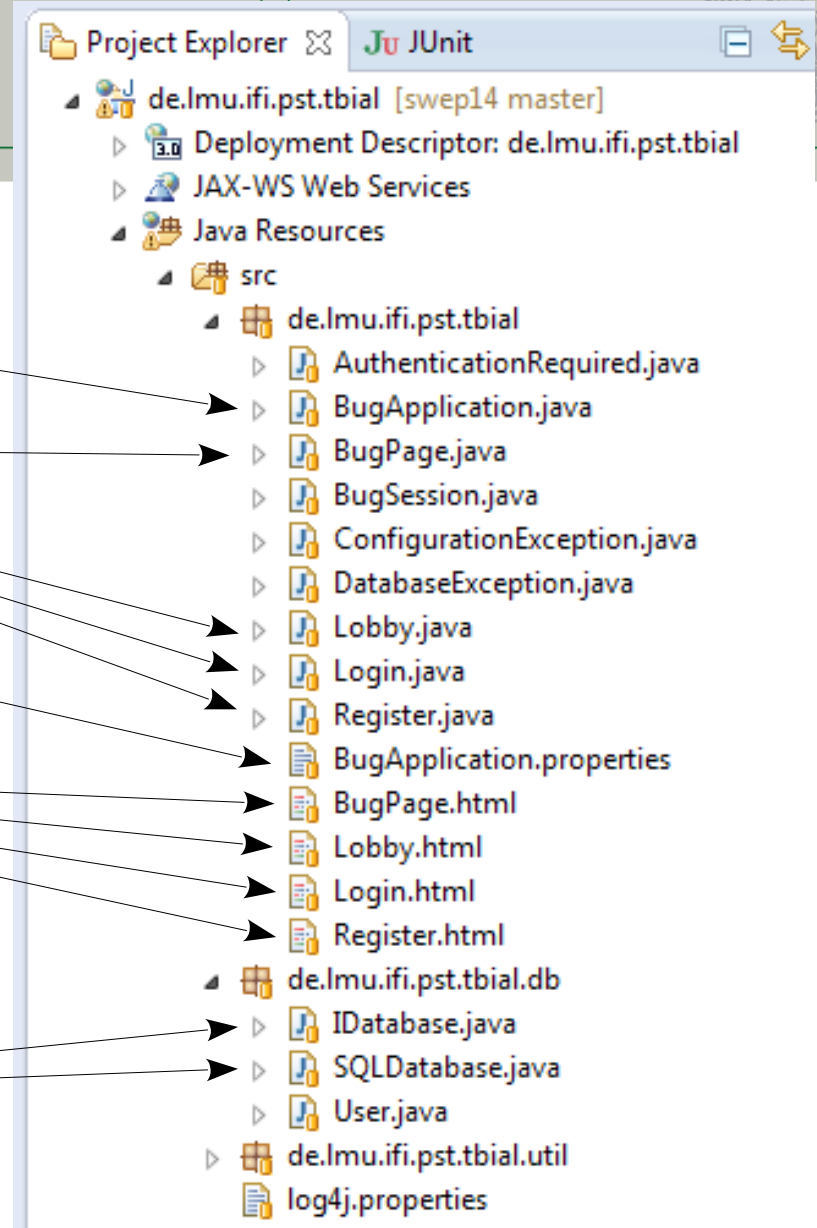 Project Explorer JUnit
de.lmu.ifi.pst.tbial [swep14 master]
3.0 Deployment Descriptor: de.lmu.ifi.pst.tbial
JAX-WS Web Services
Java Resources
src
de.lmu.ifi.pst.tbial
AuthenticationRequired.java
BugApplication.java
BugPage.java
BugSession.java
ConfigurationException.java
DatabaseException.java
Lobby.java
Login.java
Register.java
BugApplication.properties
BugPage.html
Lobby.html
Login.html
Register.html
de.lmu.ifi.pst.tbial.db
IDatabase.java
SQLDatabase.java
User.java
de.lmu.ifi.pst.tbial.util
log4j.properties